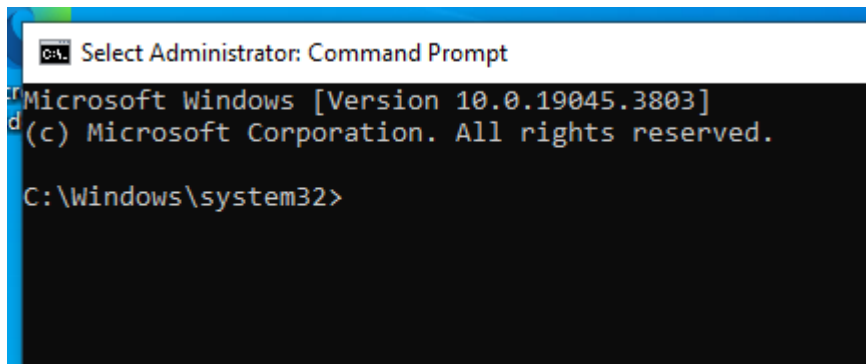 Select Administrator: Command Prompt
Microsoft Windows [Version 10.0.19045.3803]
(c) Microsoft Corporation. All rights reserved.
C:\Windows\system32>